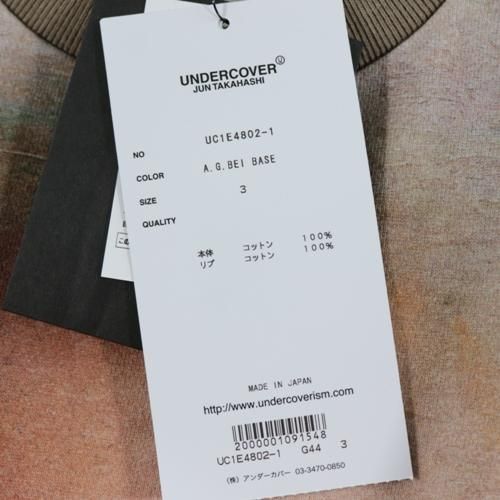 UNDERCOVER
JUN TAKAHASHI
NO UC1E4802-1
COLOR A.G.BEI BASE
SIZE 3
QUALITY
本体 コットン 100%
リブ コットン 100%
MADE IN JAPAN
http://www.undercoverism.com
2000001091548
UC1E4802-1 G44 3
(株) アンダーカバー 03-3470-0850